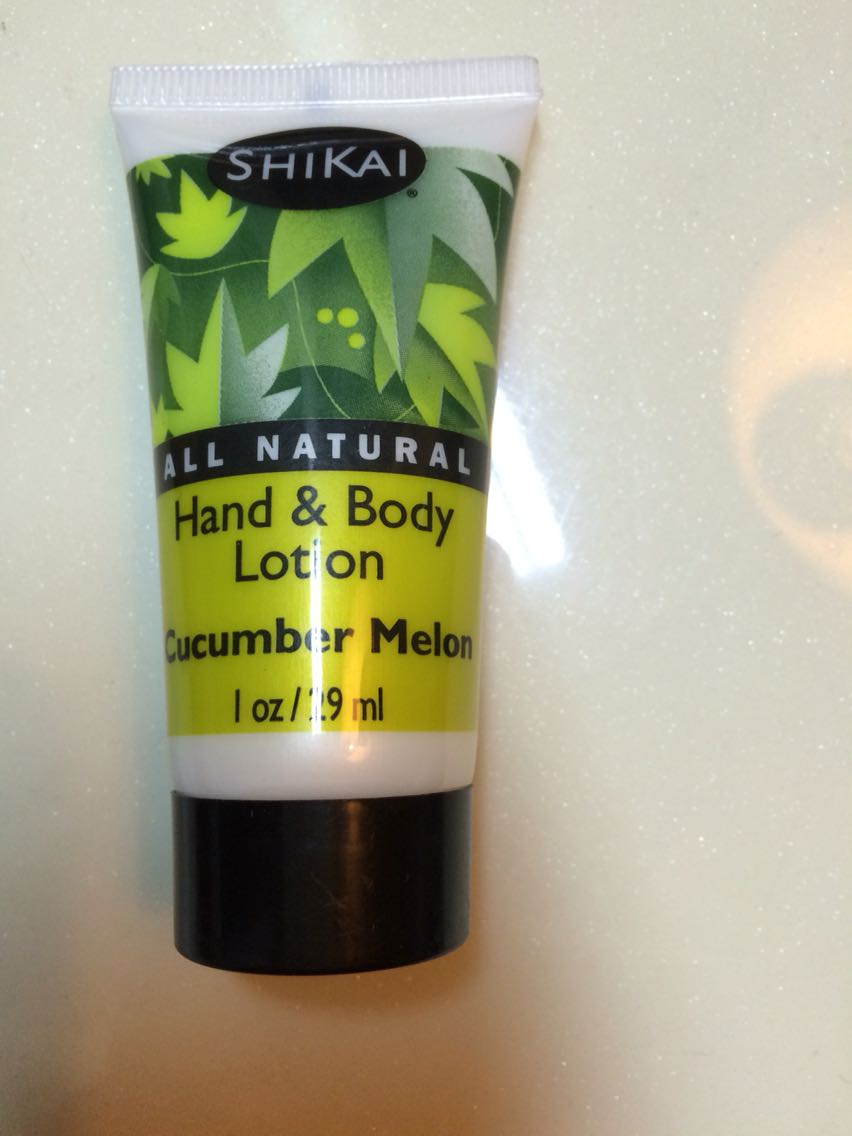 SHIKAI®
ALL NATURAL
Hand & Body
Lotion
Cucumber Melon
1 oz / 29 ml